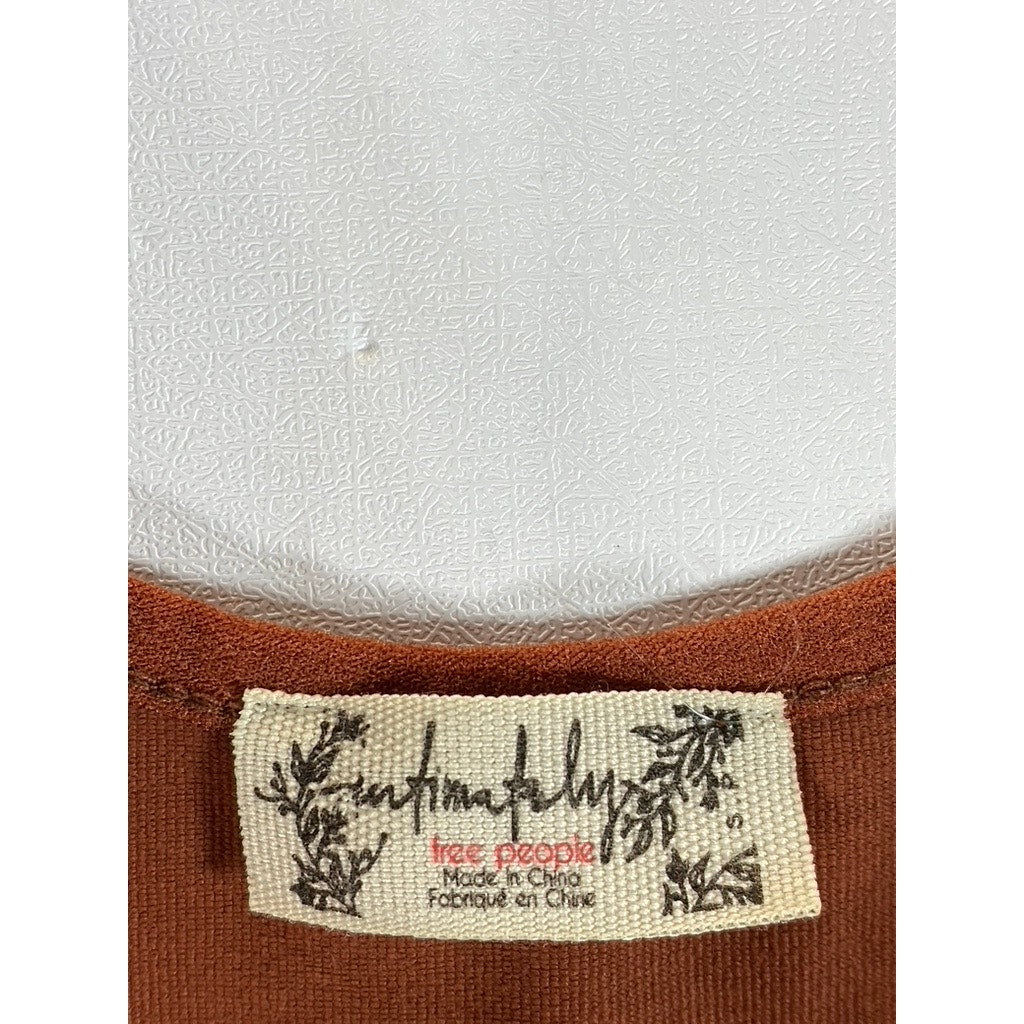 intimately
free people
Made in China
Fabriqué en Chine
S.P.